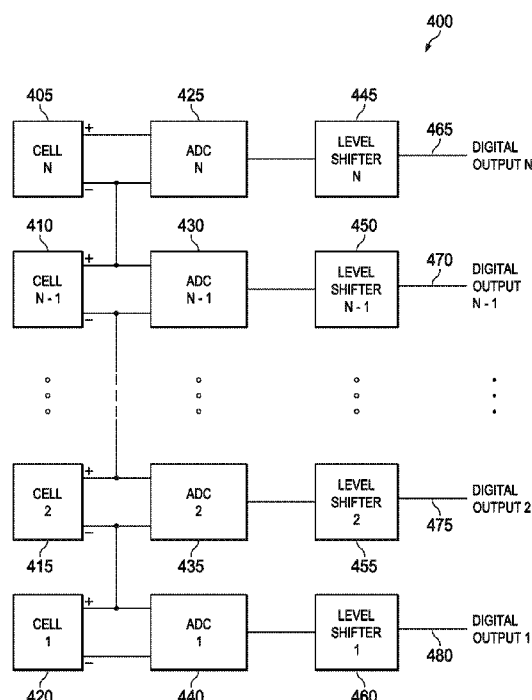 400
405 425 445
+
CELL
N
ADC
N
LEVEL
SHIFTER
N
465
DIGITAL
OUTPUT N
–
410 430 450
+
CELL
N - 1
ADC
N - 1
LEVEL
SHIFTER
N - 1
470
DIGITAL
OUTPUT
N - 1
–
+
CELL
2
ADC
2
LEVEL
SHIFTER
2
475
DIGITAL
OUTPUT 2
–
415 435 455
+
CELL
1
ADC
1
LEVEL
SHIFTER
1
480
DIGITAL
OUTPUT 1
–
420 440 460